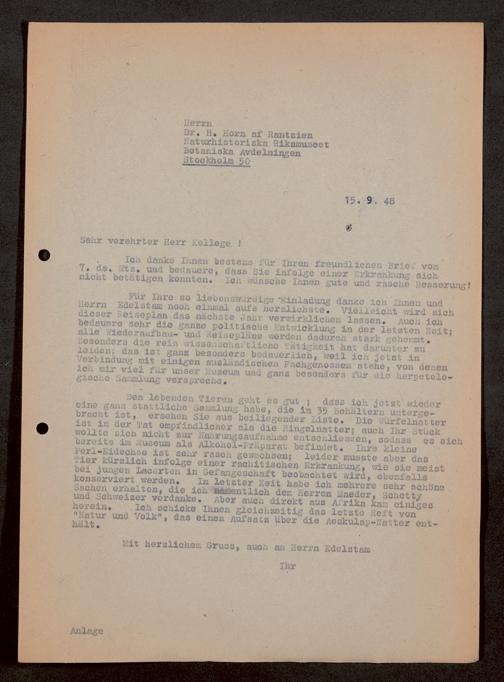 Herrn
Dr. H. Horn af Rantzien
Naturhistoriska Riksmuseet
Botaniska Avdelningen
Stockholm 50
15. 9. 48
Sehr verehrter Herr Kollege !
Ich danke Ihnen bestens für Ihren freundlichen Brief vom
7. ds. Mts. und bedaure, dass Sie infolge einer Erkrankung sich
nicht betätigen konnten. Ich wünsche Ihnen gute und rasche Besserung!
Für Ihre so liebenswürdige Einladung danke ich Ihnen und
Herrn Edelstam noch einmal aufs herzlichste. Vielleicht wird sich
dieser Reiseplan das nächste Jahr verwirklichen lassen. Auch ich
bedaure sehr die ganze politische Entwicklung in der letzten Zeit;
alle Wiederaufbau- und Reisepläne werden dadurch stark gehemmt.
Besonders die rein wissenschaftliche Tätigkeit hat darunter zu
leiden; das ist ganz besonders bedauerlich, weil ich jetzt in
Verbindung mit einigen ausländischen Fachgenossen stehe, von denen
ich mir viel für unser Museum und ganz besonders für die herpetolo-
gische Sammlung verspreche.
Den lebenden Tieren geht es gut ; dass ich jetzt wieder
eine ganz stattliche Sammlung habe, die in 35 Behältern unterge-
bracht ist, ersehen Sie aus beiliegender Liste. Die Würfelnatter
ist in der Tat empfindlicher als die Ringelnatter; auch Ihr Stück
wollte sich nicht zur Nahrungsaufnahme entschliessen, sodass es sich
bereits im Museum als Alkohol-Präparat befindet. Ihre kleine
Perl-Eidechse ist sehr rasch gewachsen; leider musste aber das
Tier kürzlich infolge einer rachitischen Erkrankung, wie sie meist
bei jungen Lacerten in Gefangenschaft beobachtet wird, ebenfalls
konserviert werden. In letzter Zeit habe ich mehrere sehr schöne
Sachen erhalten, die ich namentlich den Herren Maeder, Schetty
und Schweizer verdanke. Aber auch direkt aus Afrika kam einiges
herein. Ich schicke Ihnen gleichzeitig das letzte Heft von
"Natur und Volk", das einen Aufsatz über die Aeskulap-Natter ent-
hält.
Mit herzlichem Gruss, auch an Herrn Edelstam
Ihr
Anlage